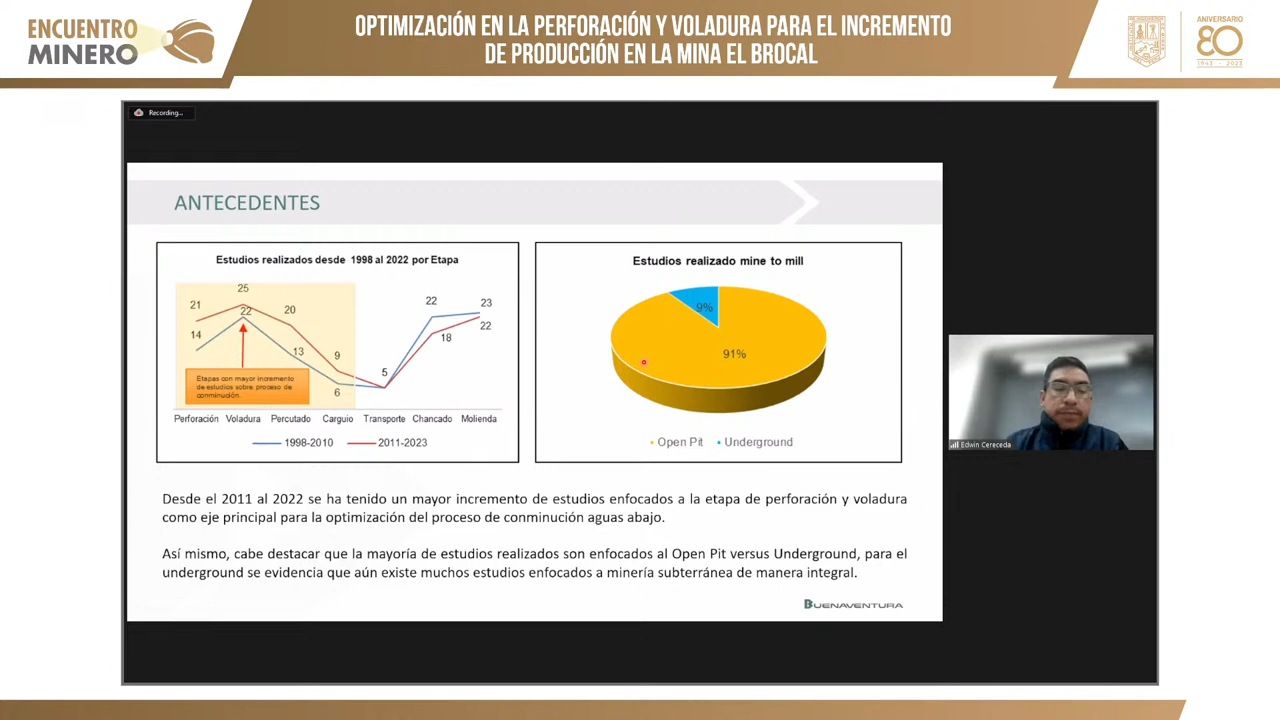 ENCUENTRO
MINERO
OPTIMIZACIÓN EN LA PERFORACIÓN Y VOLADURA PARA EL INCREMENTO
DE PRODUCCIÓN EN LA MINA EL BROCAL
ANIVERSARIO
80
1943 - 2023
Recording...
ANTECEDENTES
Estudios realizados desde 1998 al 2022 por Etapa
21
25
20
9
5
22
23
14
22
13
6
18
22
Etapas con mayor incremento
de estudios sobre proceso de
conminución.
Perforación Voladura Percutado Carguio Transporte Chancado Molienda
1998-2010 2011-2023
Estudios realizado mine to mill
9%
91%
Open Pit Underground
Edwin Cereceda
Desde el 2011 al 2022 se ha tenido un mayor incremento de estudios enfocados a la etapa de perforación y voladura
como eje principal para la optimización del proceso de conminución aguas abajo.
Así mismo, cabe destacar que la mayoría de estudios realizados son enfocados al Open Pit versus Underground, para el
underground se evidencia que aún existe muchos estudios enfocados a minería subterránea de manera integral.
BUENAVENTURA